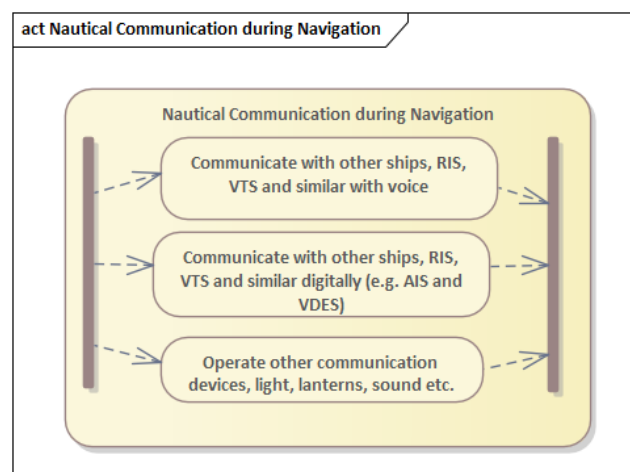 act Nautical Communication during Navigation
Nautical Communication during Navigation
Communicate with other ships, RIS,
VTS and similar with voice
Communicate with other ships, RIS,
VTS and similar digitally (e.g. AIS and
VDES)
Operate other communication
devices, light, lanterns, sound etc.